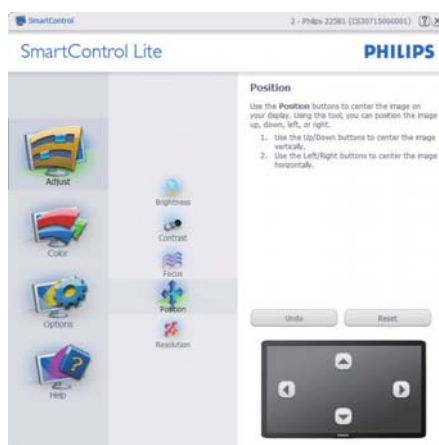 SmartControl
2 - Philips 225B1 (CS30715000001)
SmartControl Lite
PHILIPS
Adjust
Color
Options
Help
Brightness
Contrast
Focus
Position
Resolution
Position
Use the Position buttons to center the image on
your display. Using this tool, you can position the image
up, down, left, or right.
1. Use the Up/Down buttons to center the image
vertically.
2. Use the Left/Right buttons to center the image
horizontally.
Undo
Reset